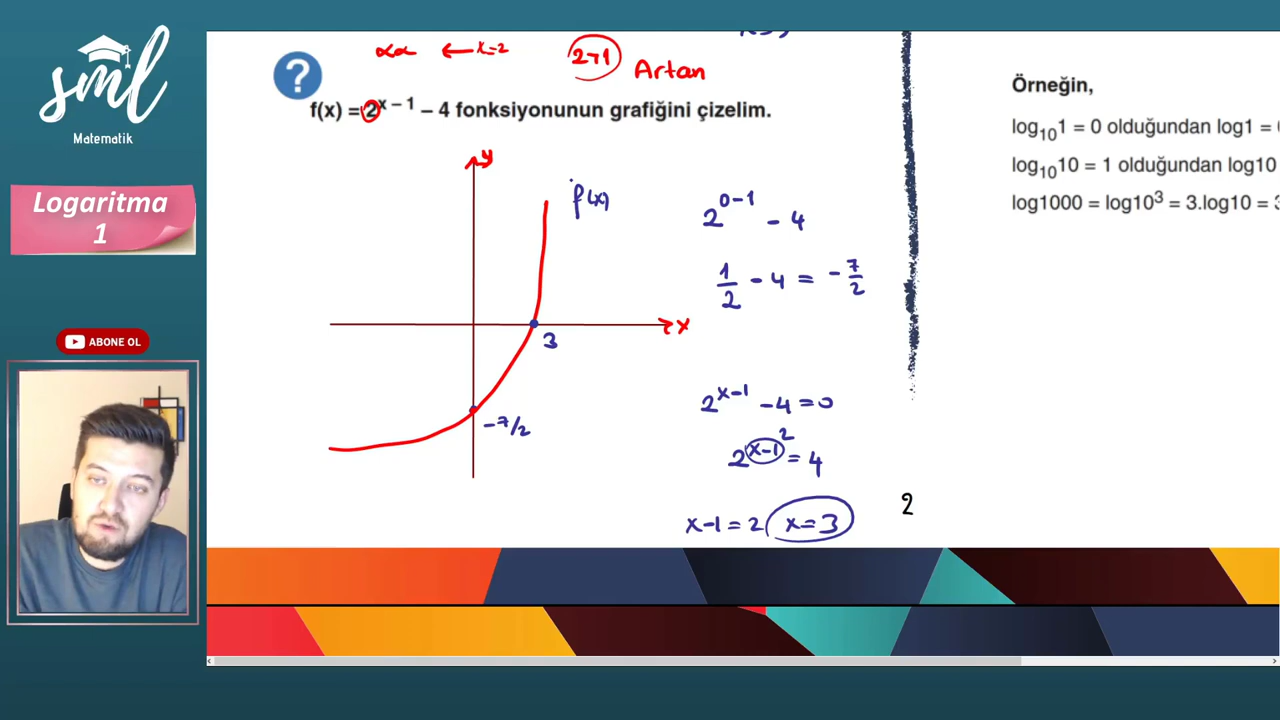 sml
Matematik
Logaritma
1
ABONE OL
← x=2
2>1
Artan
?
f(x) = 2^{x – 1} – 4 fonksiyonunun grafiğini çizelim.
y
f(x)
x
3
-7/2
2^{0-1} - 4
1/2 - 4 = -7/2
2^{x-1} - 4 = 0
2^{x-1} = 4^2
x-1=2 x=3
2
Örneğin,
log₁₀1 = 0 olduğundan log1 =
log₁₀10 = 1 olduğundan log10
log1000 = log10³ = 3.log10 =